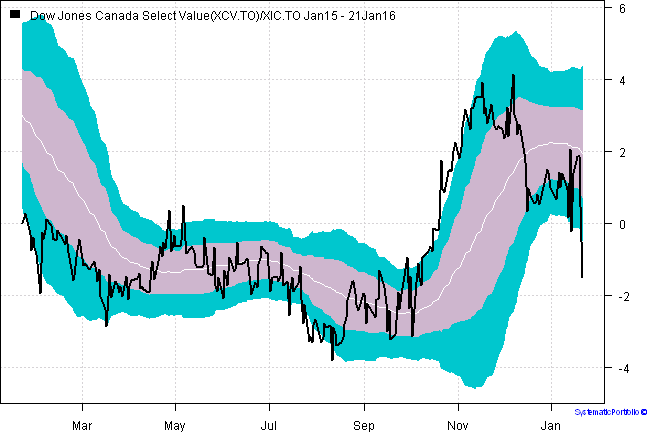 Dow Jones Canada Select Value(XCV.TO)/XIC.TO Jan15 - 21Jan16
6
4
2
0
-2
-4
Mar May Jul Sep Nov Jan
SystematicPortfolio ©